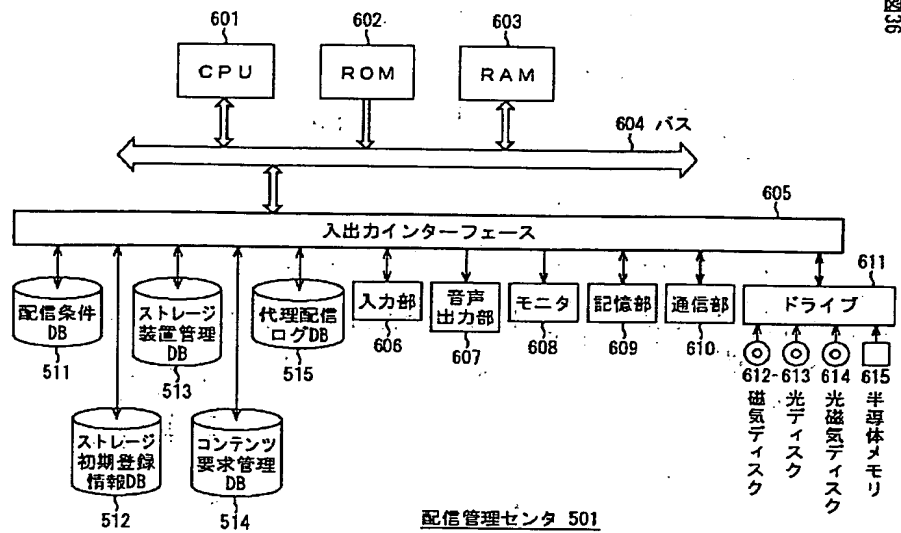 図36
601
602
603
CPU
ROM
RAM
604 バス
605
入出力インターフェース
611
配信条件
DB
511
ストレージ
装置管理
DB
513
代理配信
ログDB
515
入力部
606
音声
出力部
607
モニタ
608
記憶部
609
通信部
610
ドライブ
612
613
614
615
磁気ディスク
光ディスク
光磁気ディスク
半導体メモリ
ストレージ
初期登録
情報DB
512
コンテンツ
要求管理
DB
514
配信管理センタ 501